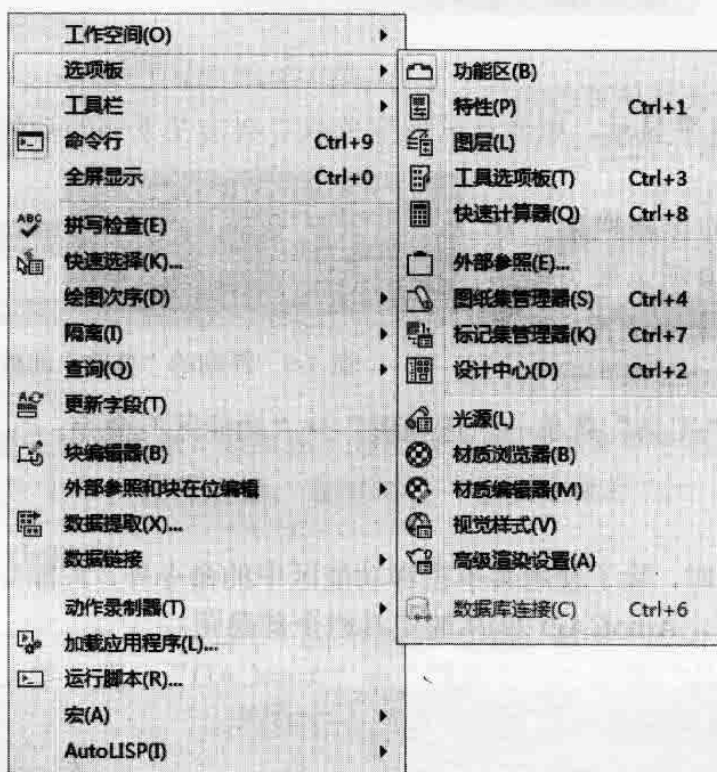 工作空间(O)
选项板
工具栏
命令行 Ctrl+9
全屏显示 Ctrl+0
ABC 拼写检查(E)
快速选择(K)...
绘图次序(D)
隔离(I)
查询(Q)
更新字段(T)
块编辑器(B)
外部参照和块在位编辑
数据提取(X)...
数据链接
动作录制器(T)
加载应用程序(L)...
运行脚本(R)...
宏(A)
AutoLISP(I)
功能区(B)
特性(P) Ctrl+1
图层(L)
工具选项板(T) Ctrl+3
快速计算器(Q) Ctrl+8
外部参照(E)...
图纸集管理器(S) Ctrl+4
标记集管理器(K) Ctrl+7
设计中心(D) Ctrl+2
光源(L)
材质浏览器(B)
材质编辑器(M)
视觉样式(V)
高级渲染设置(A)
数据库连接(C) Ctrl+6